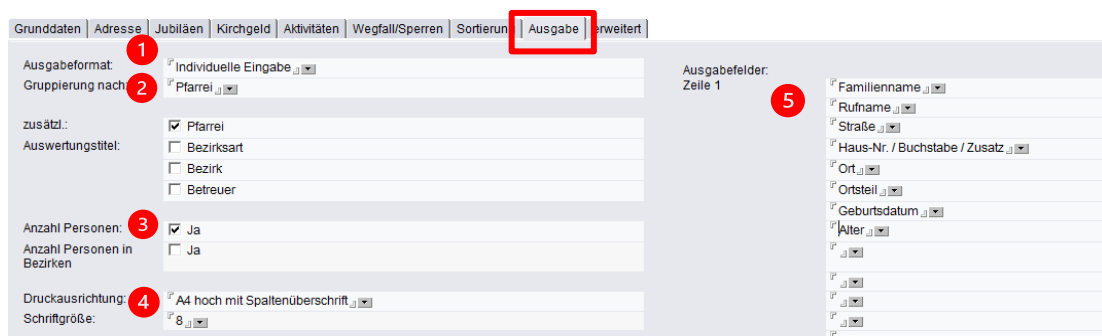 Grunddaten Adresse Jubiläen Kirchgeld Aktivitäten Wegfall/Sperren Sortierung Ausgabe erweitert
1
Ausgabeformat: Individuelle Eingabe
Gruppierung nach: 2 Pfarrei
zusätzl.: Pfarrei
Auswertungstitel: Bezirksart
Bezirk
Betreuer
Anzahl Personen: 3 Ja
Anzahl Personen in Ja
Bezirken
Druckausrichtung: 4 A4 hoch mit Spaltenüberschrift
Schriftgröße: 8
Ausgabefelder:
Zeile 1 5 Familienname
Rufname
Straße
Haus-Nr. / Buchstabe / Zusatz
Ort
Ortsteil
Geburtsdatum
Alter